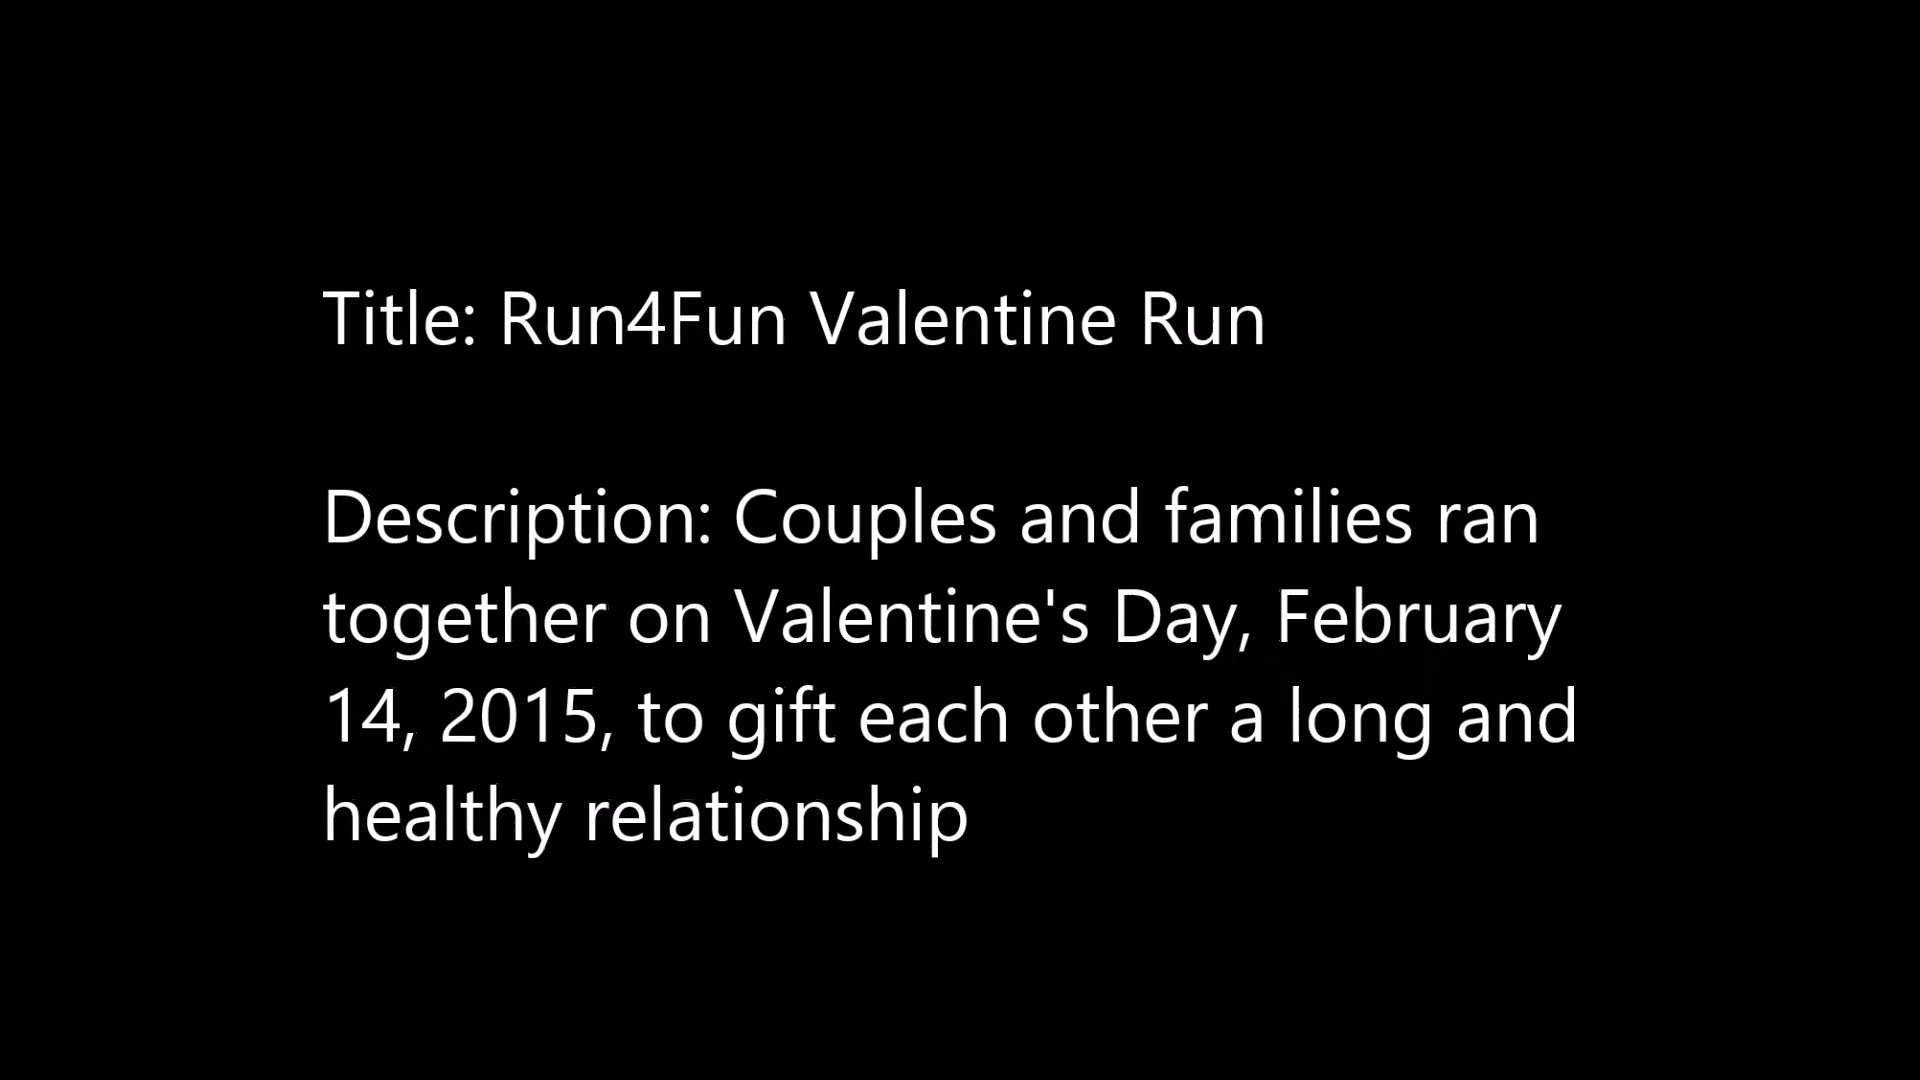 Title: Run4Fun Valentine Run
Description: Couples and families ran
together on Valentine's Day, February
14, 2015, to gift each other a long and
healthy relationship